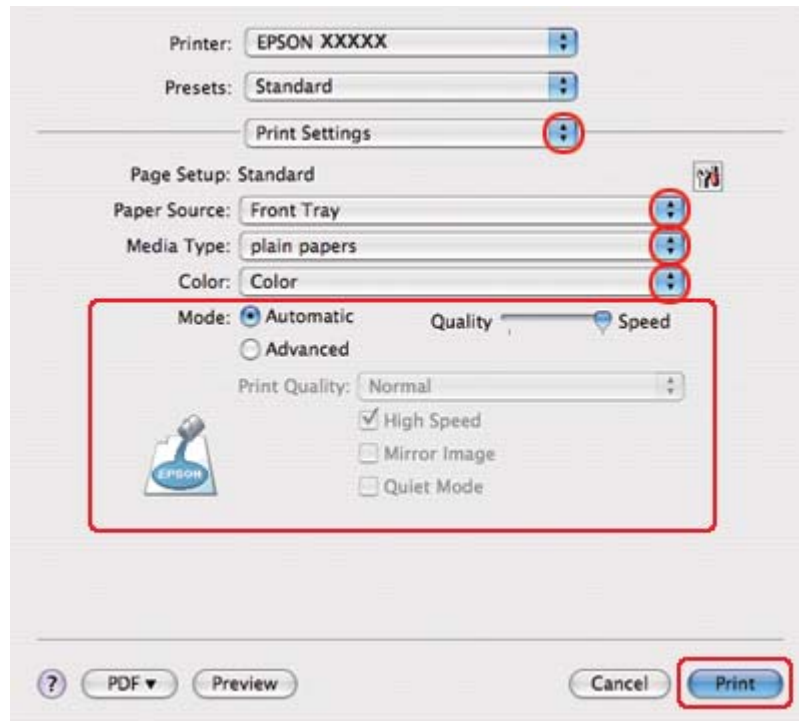 Printer: EPSON XXXXX
Presets: Standard
Print Settings
Page Setup: Standard
Paper Source: Front Tray
Media Type: plain papers
Color: Color
Mode: Automatic Quality Speed
Advanced
Print Quality: Normal
High Speed
Mirror Image
EPSON
Quiet Mode
? PDF ▼ Preview Cancel Print